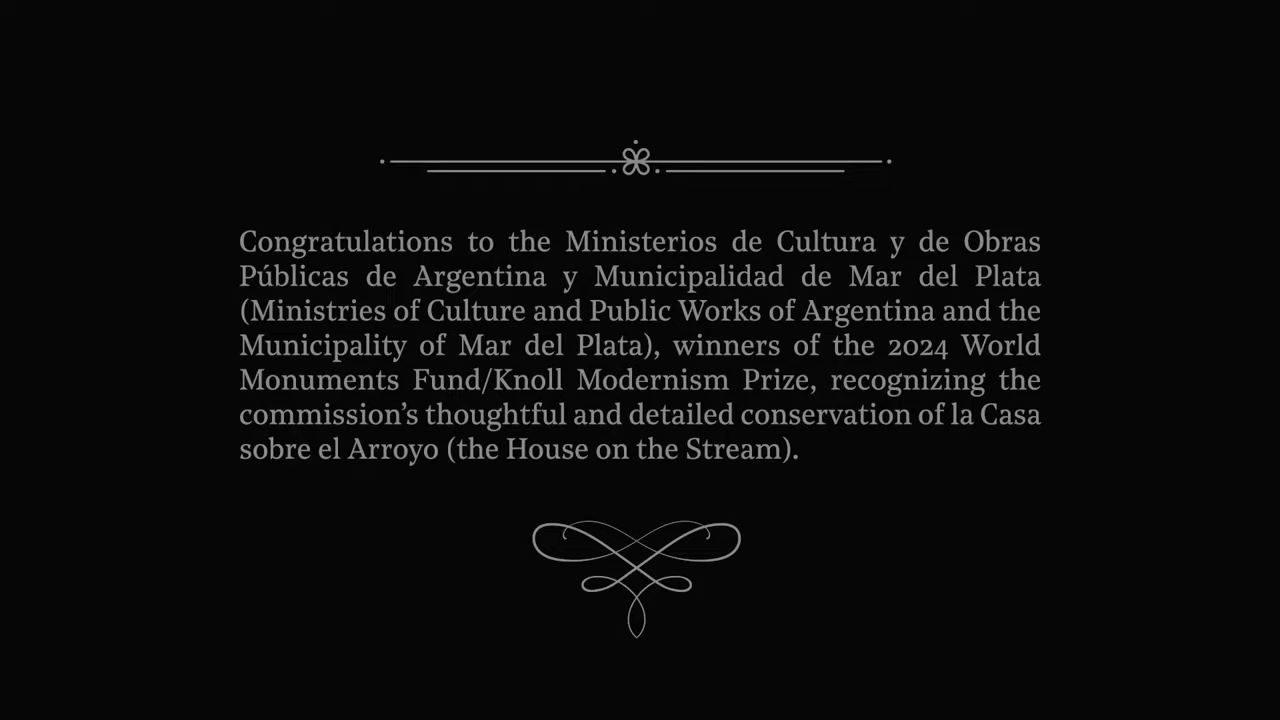 Congratulations to the Ministerios de Cultura y de Obras
Públicas de Argentina y Municipalidad de Mar del Plata
(Ministries of Culture and Public Works of Argentina and the
Municipality of Mar del Plata), winners of the 2024 World
Monuments Fund/Knoll Modernism Prize, recognizing the
commission’s thoughtful and detailed conservation of la Casa
sobre el Arroyo (the House on the Stream).